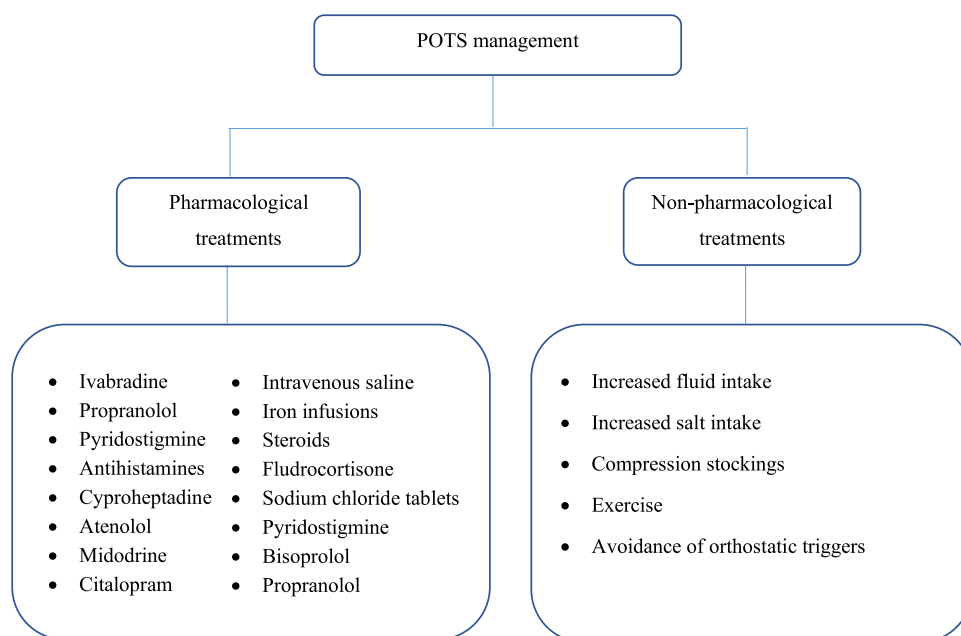 POTS management
Pharmacological
treatments
Non-pharmacological
treatments
• Ivabradine
• Propranolol
• Pyridostigmine
• Antihistamines
• Cyproheptadine
• Atenolol
• Midodrine
• Citalopram
• Intravenous saline
• Iron infusions
• Steroids
• Fludrocortisone
• Sodium chloride tablets
• Pyridostigmine
• Bisoprolol
• Propranolol
• Increased fluid intake
• Increased salt intake
• Compression stockings
• Exercise
• Avoidance of orthostatic triggers